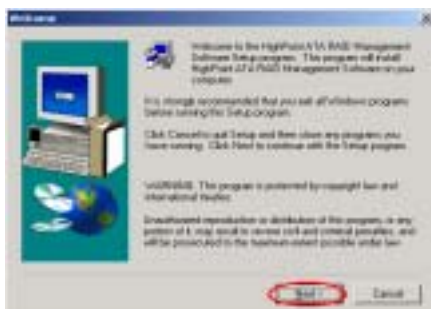 Welcome
Welcome to the HighPoint ATA RAID Management
Software Setup program. This program will install
HighPoint ATA RAID Management Software on your
computer.
It is strongly recommended that you exit all Windows programs
before running this Setup program.
Click Cancel to quit Setup and then close any programs you
have running. Click Next to continue with the Setup program.
WARNING: This program is protected by copyright law and
international treaties.
Unauthorized reproduction or distribution of this program, or any
portion of it, may result in severe civil and criminal penalties, and
will be prosecuted to the maximum extent possible under law.
Next >
Cancel